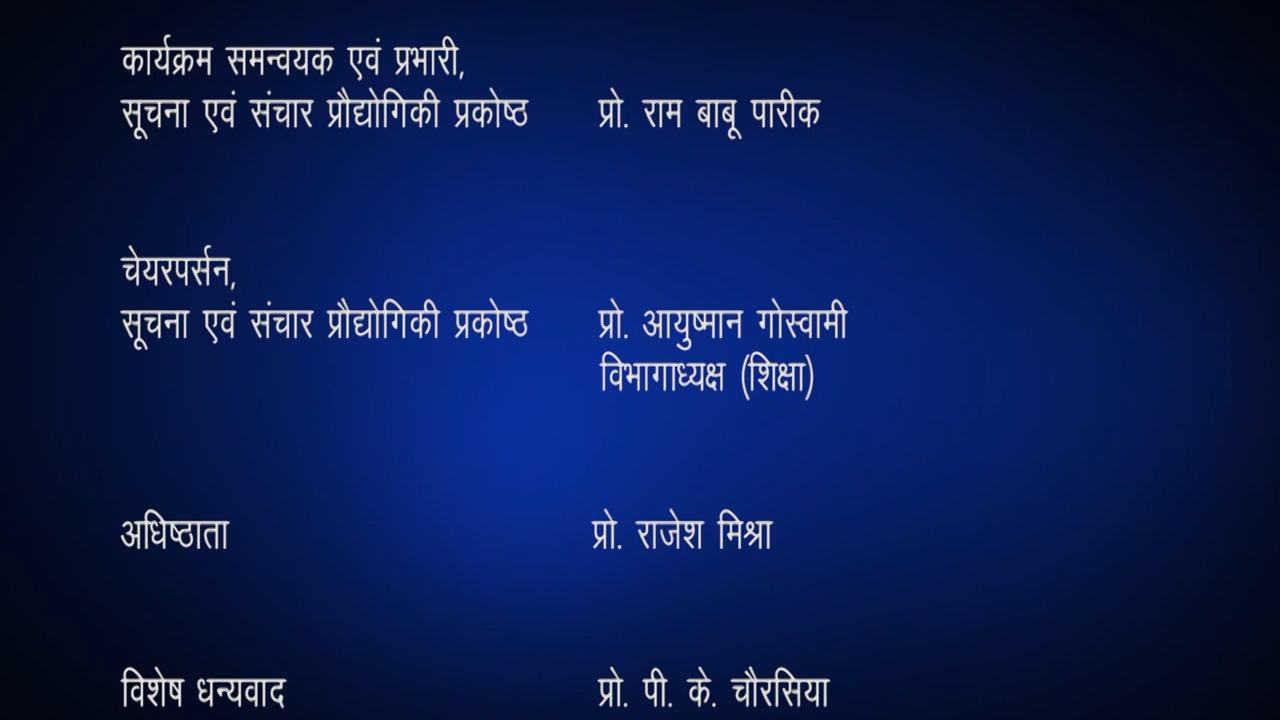 कार्यक्रम समन्वयक एवं प्रभारी,
सूचना एवं संचार प्रौद्योगिकी प्रकोष्ठ प्रो. राम बाबू पारीक
चेयरपर्सन,
सूचना एवं संचार प्रौद्योगिकी प्रकोष्ठ प्रो. आयुष्मान गोस्वामी
विभागाध्यक्ष (शिक्षा)
अधिष्ठाता प्रो. राजेश मिश्रा
विशेष धन्यवाद प्रो. पी. के. चौरसिया